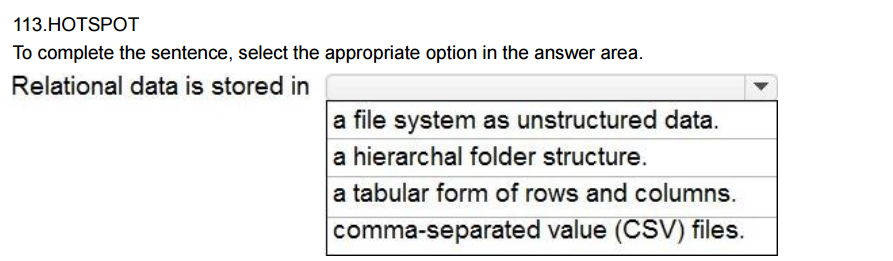 113.HOTSPOT
To complete the sentence, select the appropriate option in the answer area.
Relational data is stored in
a file system as unstructured data.
a hierarchal folder structure.
a tabular form of rows and columns.
comma-separated value (CSV) files.